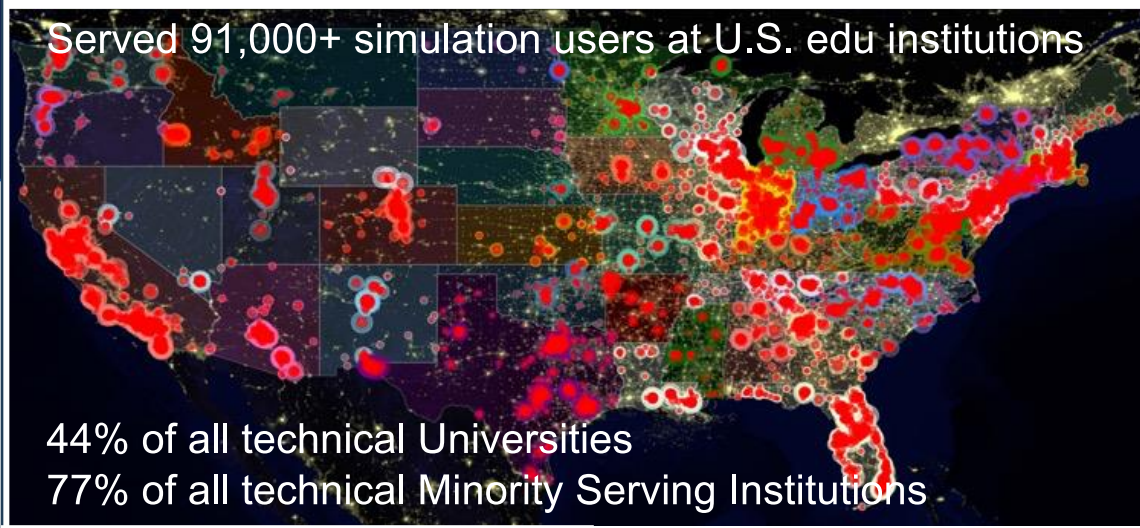 Served 91,000+ simulation users at U.S. edu institutions
44% of all technical Universities
77% of all technical Minority Serving Institutions